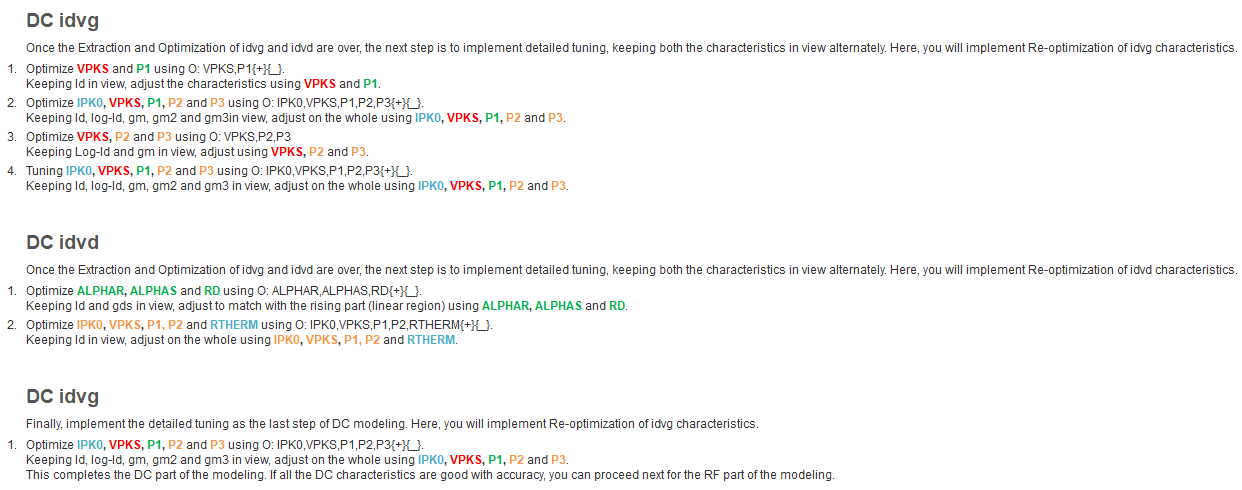 DC idvg
Once the Extraction and Optimization of idvg and idvd are over, the next step is to implement detailed tuning, keeping both the characteristics in view alternately. Here, you will implement Re-optimization of idvg characteristics.
1. Optimize VPKS and P1 using O: VPKS,P1{+}{_}.
Keeping Id in view, adjust the characteristics using VPKS and P1.
2. Optimize IPK0, VPKS, P1, P2 and P3 using O: IPK0,VPKS,P1,P2,P3{+}{_}.
Keeping Id, log-Id, gm, gm2 and gm3in view, adjust on the whole using IPK0, VPKS, P1, P2 and P3.
3. Optimize VPKS, P2 and P3 using O: VPKS,P2,P3
Keeping Log-Id and gm in view, adjust using VPKS, P2 and P3.
4. Tuning IPK0, VPKS, P1, P2 and P3 using O: IPK0,VPKS,P1,P2,P3{+}{_}.
Keeping Id, log-Id, gm, gm2 and gm3 in view, adjust on the whole using IPK0, VPKS, P1, P2 and P3.
DC idvd
Once the Extraction and Optimization of idvg and idvd are over, the next step is to implement detailed tuning, keeping both the characteristics in view alternately. Here, you will implement Re-optimization of idvd characteristics.
1. Optimize ALPHAR, ALPHAS and RD using O: ALPHAR,ALPHAS,RD{+}{_}.
Keeping Id and gds in view, adjust to match with the rising part (linear region) using ALPHAR, ALPHAS and RD.
2. Optimize IPK0, VPKS, P1, P2 and RTHERM using O: IPK0,VPKS,P1,P2,RTHERM{+}{_}.
Keeping Id in view, adjust on the whole using IPK0, VPKS, P1, P2 and RTHERM.
DC idvg
Finally, implement the detailed tuning as the last step of DC modeling. Here, you will implement Re-optimization of idvg characteristics.
1. Optimize IPK0, VPKS, P1, P2 and P3 using O: IPK0,VPKS,P1,P2,P3{+}{_}.
Keeping Id, log-Id, gm, gm2 and gm3 in view, adjust on the whole using IPK0, VPKS, P1, P2 and P3.
This completes the DC part of the modeling. If all the DC characteristics are good with accuracy, you can proceed next for the RF part of the modeling.